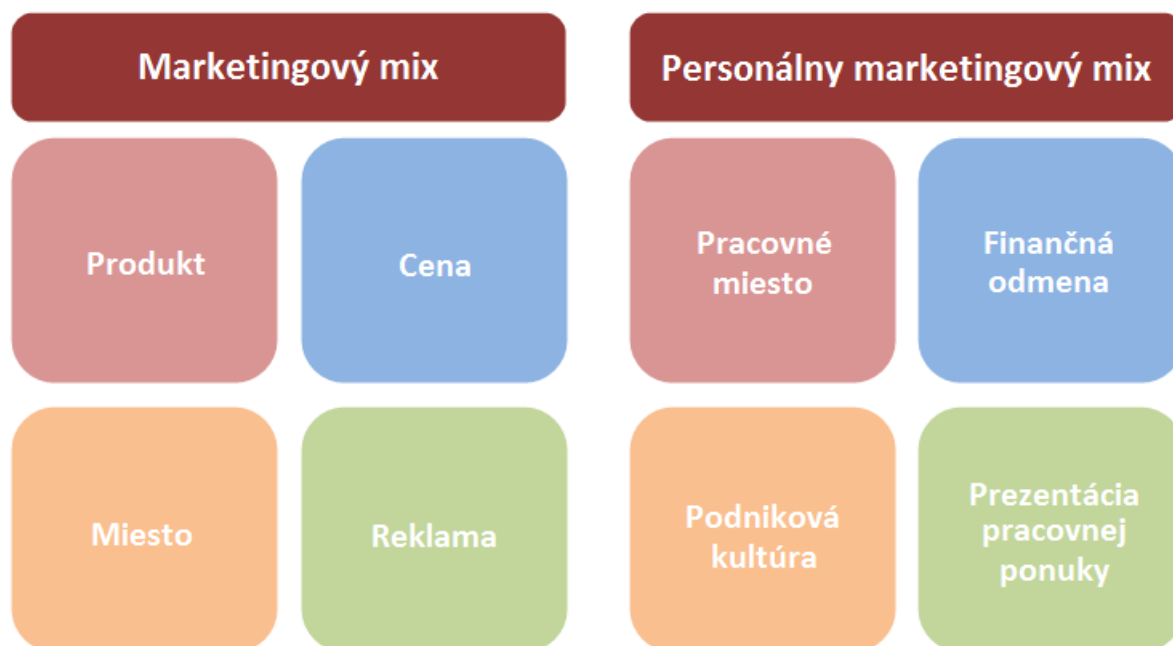 Marketingový mix
Personálny marketingový mix
Produkt
Cena
Pracovné
miesto
Finančná
odmena
Miesto
Reklama
Podniková
kultúra
Prezentácia
pracovnej
ponuky